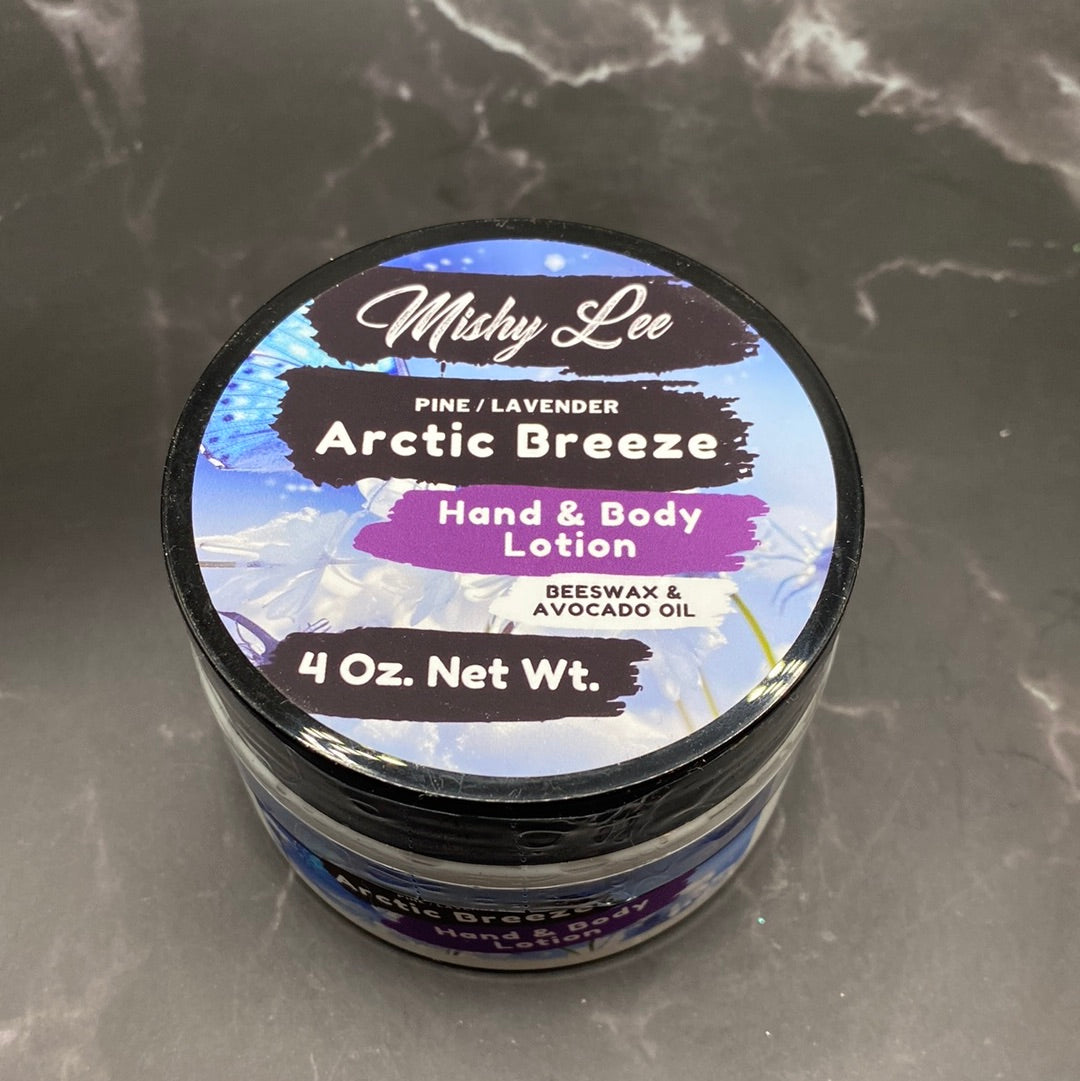 Mishy Lee
PINE / LAVENDER
Arctic Breeze
Hand & Body
Lotion
BEESWAX &
AVOCADO OIL
4 Oz. Net Wt.
Arctic Breeze
Hand & Body
Lotion